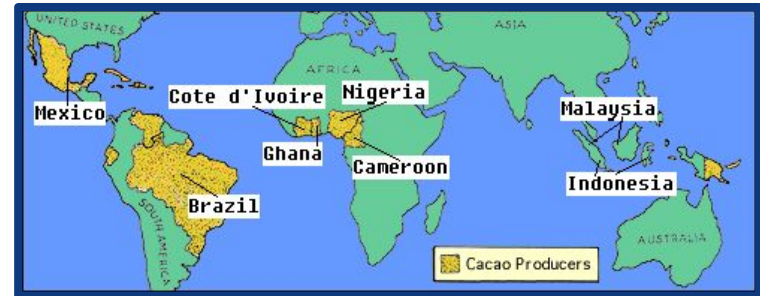 UNITED STATES
ASIA
AFRICA
Mexico
Cote d'Ivoire
Nigeria
Malaysia
Ghana
Cameroon
Indonesia
Brazil
SOUTH AMERICA
AUSTRALIA
Cacao Producers